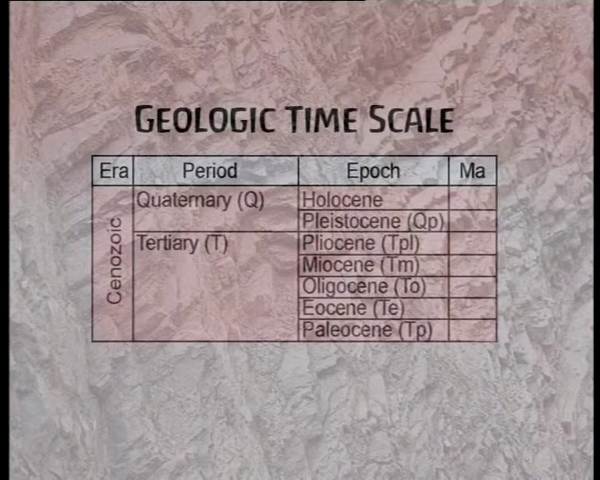 GEOLOGIC TIME SCALE
Era Period Epoch Ma
Cenozoic
Quaternary (Q) Holocene
Pleistocene (Qp)
Tertiary (T) Pliocene (Tpl)
Miocene (Tm)
Oligocene (To)
Eocene (Te)
Paleocene (Tp)